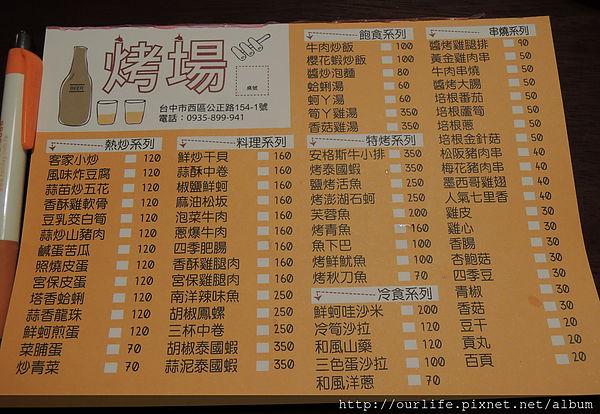 烤場
BEER
桌號
台中市西區公正路154-1號
電話：0935-899-941
熱炒系列
客家小炒 120
風味炸豆腐 120
蒜苗炒五花 120
香酥雞軟骨 120
豆乳筊白筍 120
蒜炒山豬肉 120
鹹蛋苦瓜 120
照燒皮蛋 120
宮保皮蛋 120
塔香蛤蜊 120
蒜香龍珠 120
鮮蚵煎蛋 120
菜脯蛋 70
炒青菜 70
料理系列
鮮炒干貝 160
蒜酥中卷 160
椒鹽鮮蚵 160
麻油松坂 160
泡菜牛肉 160
蔥爆牛肉 160
四季肥腸 160
香酥雞腿肉 160
宮保雞腿肉 160
南洋辣味魚 250
胡椒鳳螺 250
三杯中卷 250
胡椒泰國蝦 350
蒜泥泰國蝦 350
飽食系列
牛肉炒飯 100
櫻花蝦炒飯 100
醬炒泡麵 80
蛤蜊湯 60
蚵ㄚ湯 60
筍ㄚ雞湯 350
香菇雞湯 350
特烤系列
安格斯牛小排 350
烤泰國蝦 350
鹽烤活魚 250
烤澎湖石蚵 250
芙蓉魚 200
烤青魚 160
魚下巴 100
烤鮮魷魚 100
烤秋刀魚 70
冷食系列
鮮蚵哇沙米 200
冷筍沙拉 120
和風山藥 120
三色蛋沙拉 100
和風洋蔥 70
串燒系列
醬烤雞腿排 90
黃金雞肉串 50
牛肉串燒 50
醬烤大腸 50
培根番茄 50
培根蘆筍 50
培根蔥 50
培根金針菇 50
松阪豬肉串 50
梅花豬肉串 50
墨西哥雞翅 40
人氣七里香 40
雞皮 30
雞心 30
香腸 30
杏鮑菇 30
四季豆 30
青椒 30
香菇 30
豆干 20
貢丸 20
百頁 20
http://ourlife.pixnet.net/album